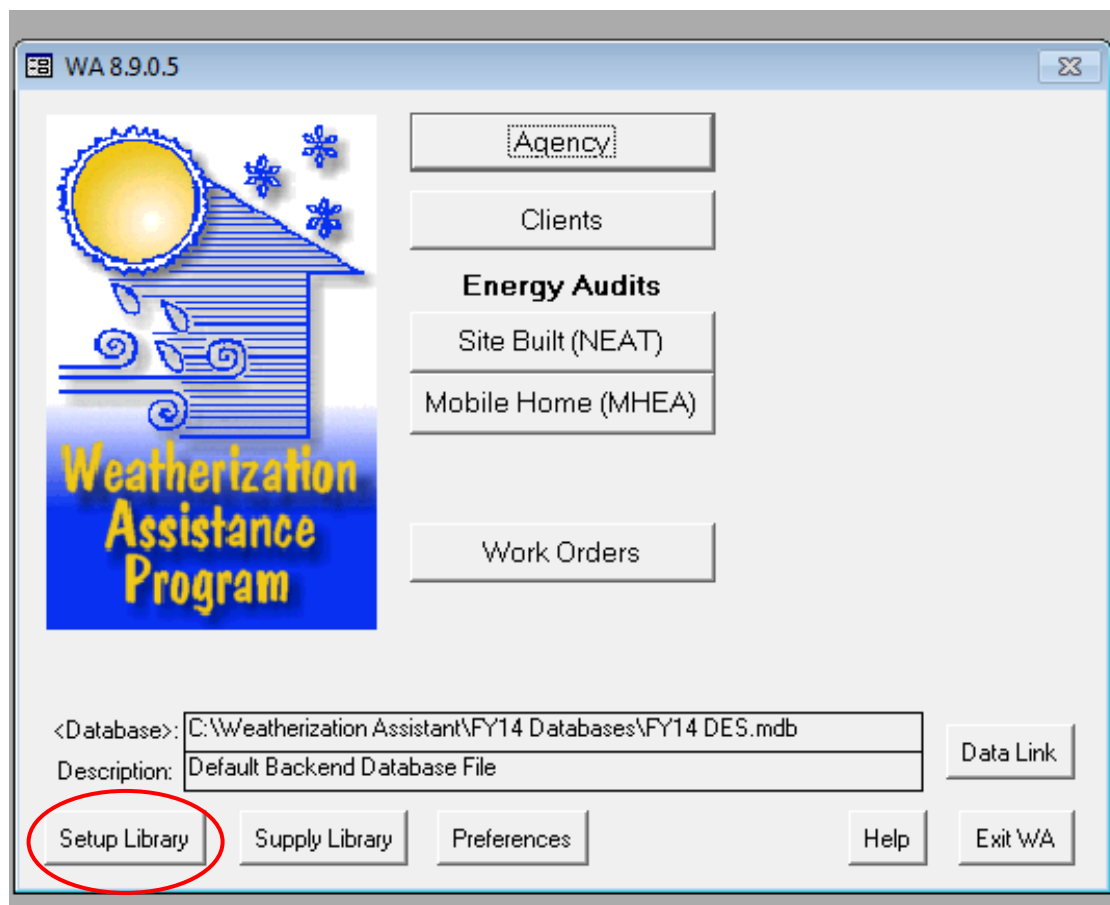 WA 8.9.0.5
Agency
Clients
Energy Audits
Site Built (NEAT)
Mobile Home (MHEA)
Weatherization
Assistance
Program
Work Orders
<Database>: C:\Weatherization Assistant\FY14 Databases\FY14 DES.mdb
Description: Default Backend Database File
Data Link
Setup Library Supply Library Preferences Help Exit WA